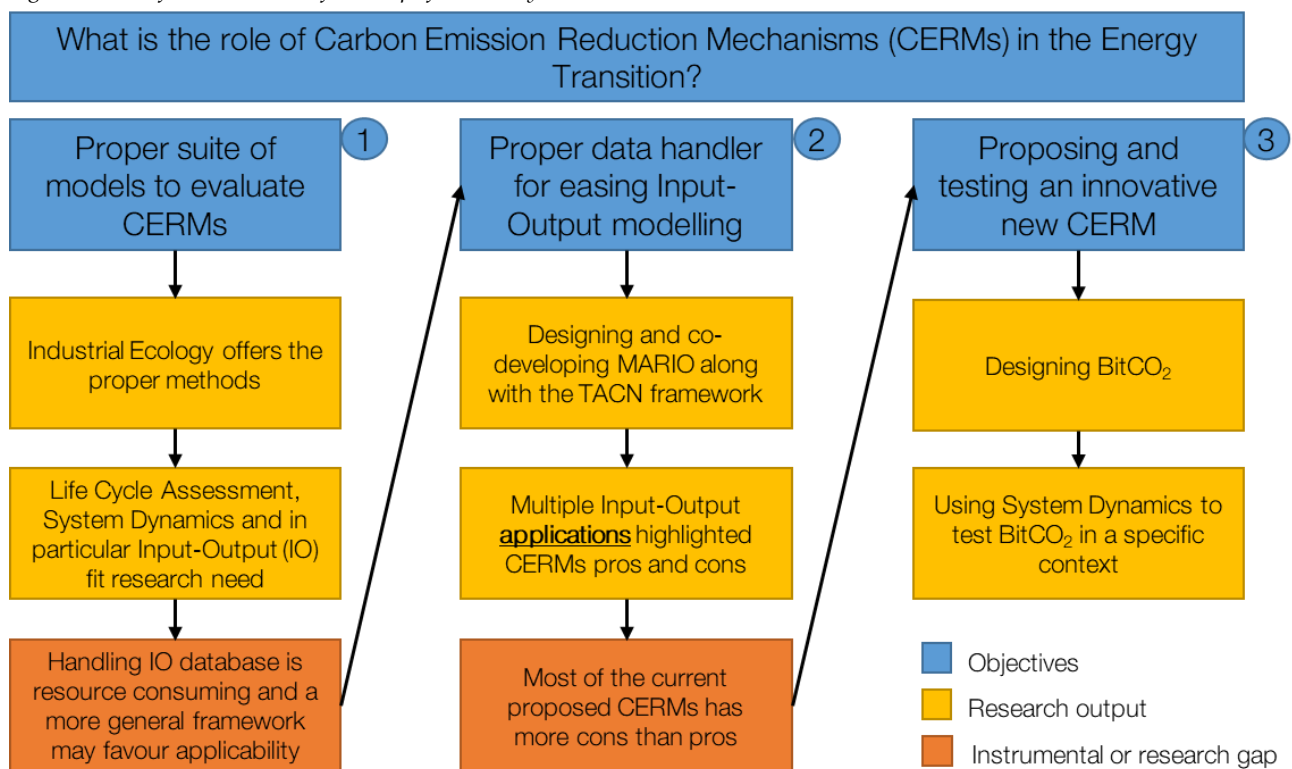 What is the role of Carbon Emission Reduction Mechanisms (CERMs) in the Energy
Transition?
1
Proper suite of
models to evaluate
CERMs
Industrial Ecology offers the
proper methods
Life Cycle Assessment,
System Dynamics and in
particular Input-Output (IO)
fit research need
Handling IO database is
resource consuming and a
more general framework
may favour applicability
2
Proper data handler
for easing Input-
Output modelling
Designing and co-
developing MARIO along
with the TACN framework
Multiple Input-Output
applications highlighted
CERMs pros and cons
Most of the current
proposed CERMs has
more cons than pros
3
Proposing and
testing an innovative
new CERM
Designing BitCO₂
Using System Dynamics to
test BitCO₂ in a specific
context
Objectives
Research output
Instrumental or research gap